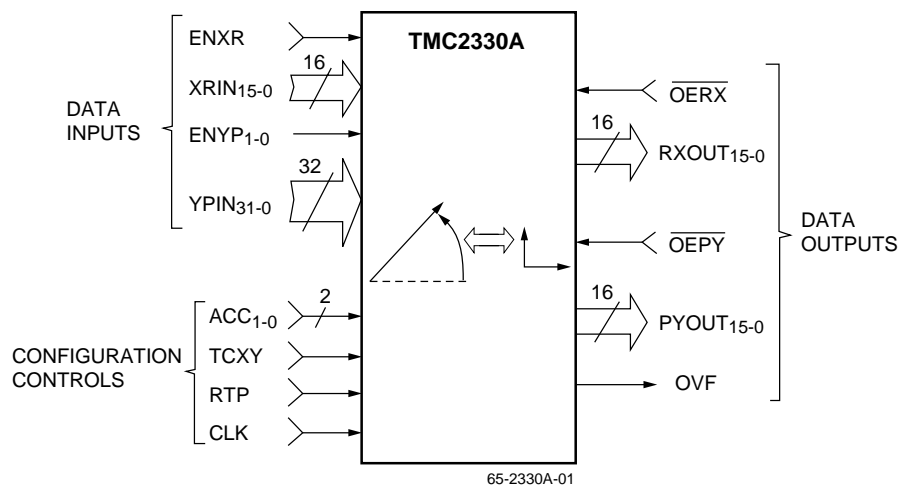 TMC2330A
DATA
INPUTS
ENXR
16
XRIN15-0
ENYP1-0
32
YPIN31-0
CONFIGURATION
CONTROLS
2
ACC1-0
TCXY
RTP
CLK
OERX
16
RXOUT15-0
OEPY
16
PYOUT15-0
OVF
DATA
OUTPUTS
65-2330A-01